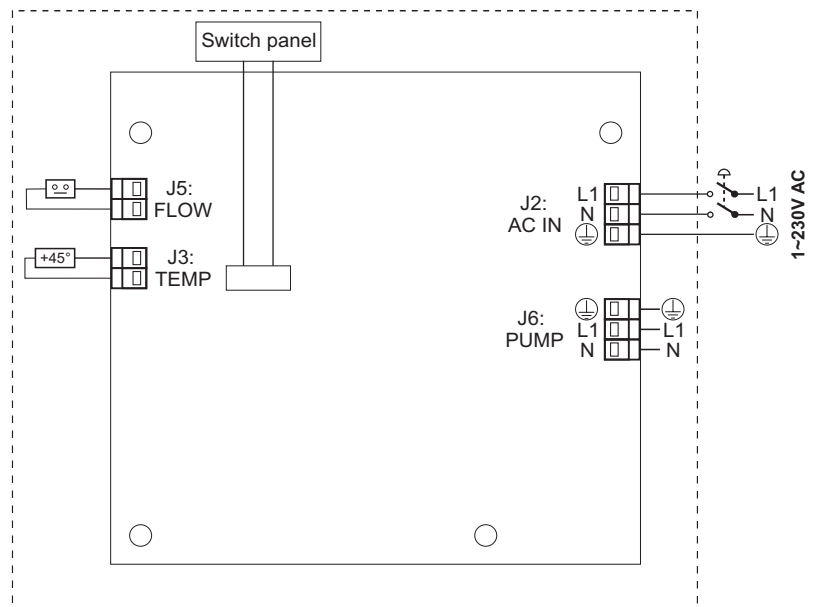 Switch panel
J5:
FLOW
+45°
J3:
TEMP
J2:
AC IN
L1
N
L1
N
1~230V AC
J6:
PUMP
L1
N
L1
N